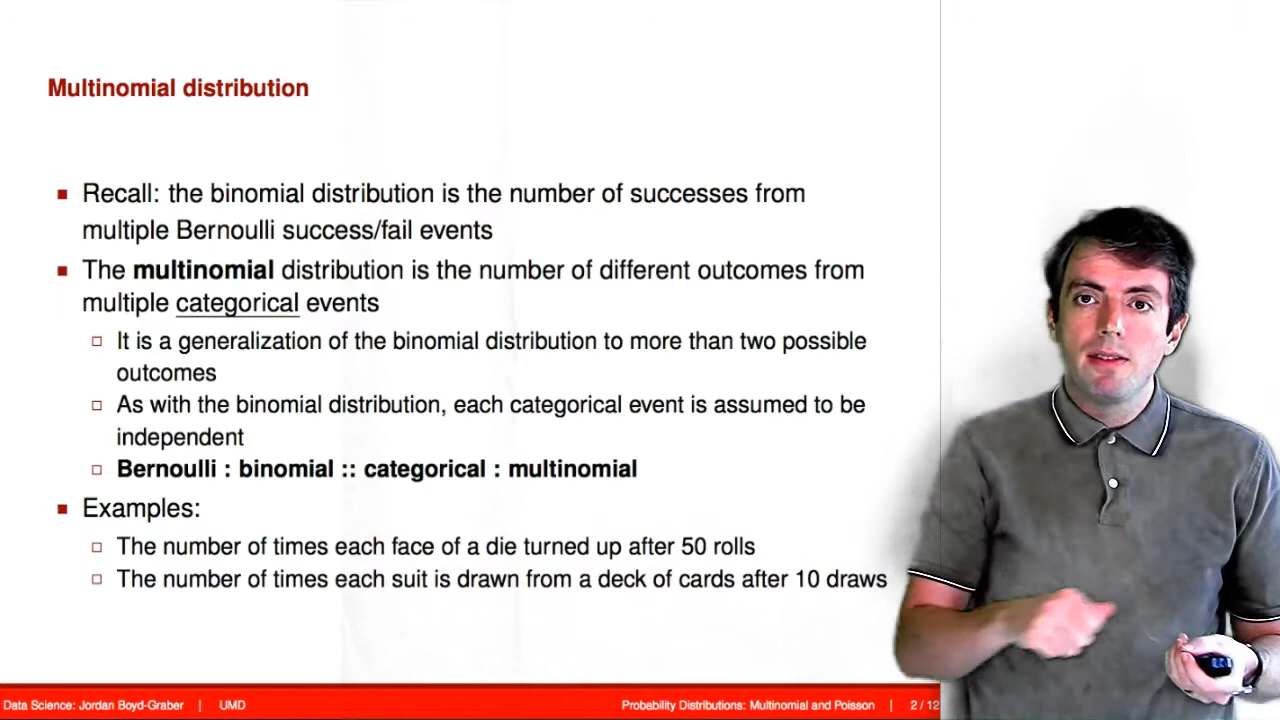 Multinomial distribution
■ Recall: the binomial distribution is the number of successes from
multiple Bernoulli success/fail events
■ The multinomial distribution is the number of different outcomes from
multiple categorical events
□ It is a generalization of the binomial distribution to more than two possible
outcomes
□ As with the binomial distribution, each categorical event is assumed to be
independent
□ Bernoulli : binomial :: categorical : multinomial
■ Examples:
□ The number of times each face of a die turned up after 50 rolls
□ The number of times each suit is drawn from a deck of cards after 10 draws
Data Science: Jordan Boyd-Graber | UMD Probability Distributions: Multinomial and Poisson | 2 / 12